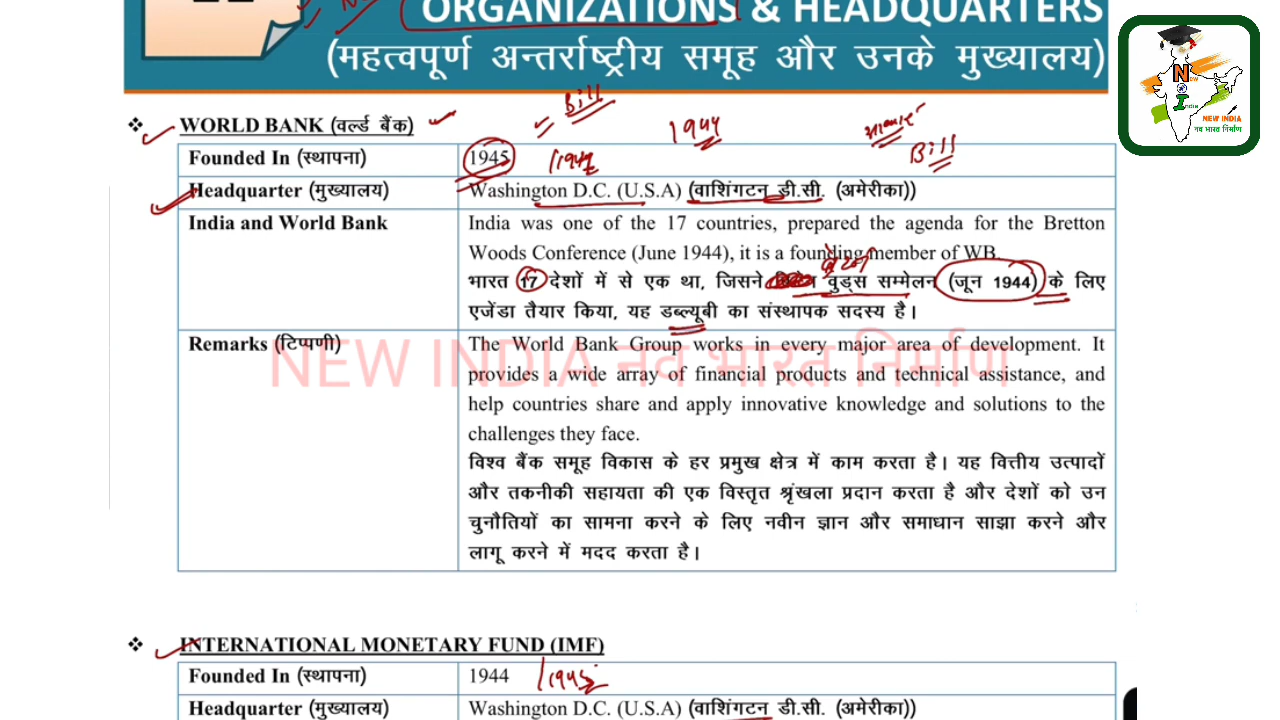 ORGANIZATIONS & HEADQUARTERS
(महत्वपूर्ण अन्तर्राष्ट्रीय समूह और उनके मुख्यालय)
NEW INDIA
नव भारत निर्माण
❖ WORLD BANK (वर्ल्ड बैंक)
Bill
1944
Bill
Founded In (स्थापना) 1945 1944
Headquarter (मुख्यालय) Washington D.C. (U.S.A) (वाशिंगटन डी.सी. (अमेरीका))
India and World Bank India was one of the 17 countries, prepared the agenda for the Bretton
Woods Conference (June 1944), it is a founding member of WB.
भारत 17 देशों में से एक था, जिसने वुड्स सम्मेलन (जून 1944) के लिए
एजेंडा तैयार किया, यह डब्ल्यूबी का संस्थापक सदस्य है।
Remarks (टिप्पणी) The World Bank Group works in every major area of development. It
provides a wide array of financial products and technical assistance, and
help countries share and apply innovative knowledge and solutions to the
challenges they face.
विश्व बैंक समूह विकास के हर प्रमुख क्षेत्र में काम करता है। यह वित्तीय उत्पादों
और तकनीकी सहायता की एक विस्तृत श्रृंखला प्रदान करता है और देशों को उन
चुनौतियों का सामना करने के लिए नवीन ज्ञान और समाधान साझा करने और
लागू करने में मदद करता है।
NEW INDIA नव भारत निर्माण
❖ INTERNATIONAL MONETARY FUND (IMF)
Founded In (स्थापना) 1944 /1945
Headquarter (मुख्यालय) Washington D.C. (U.S.A) (वाशिंगटन डी.सी. (अमेरीका))